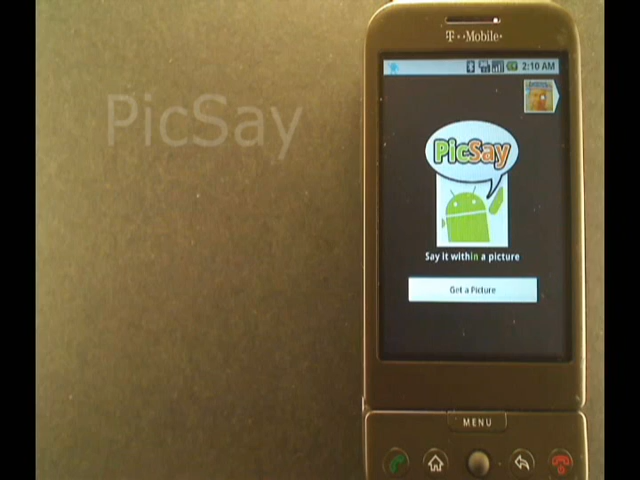 PicSay
T··Mobile·
2:10 AM
PicSay
Say it within a picture
Get a Picture
MENU